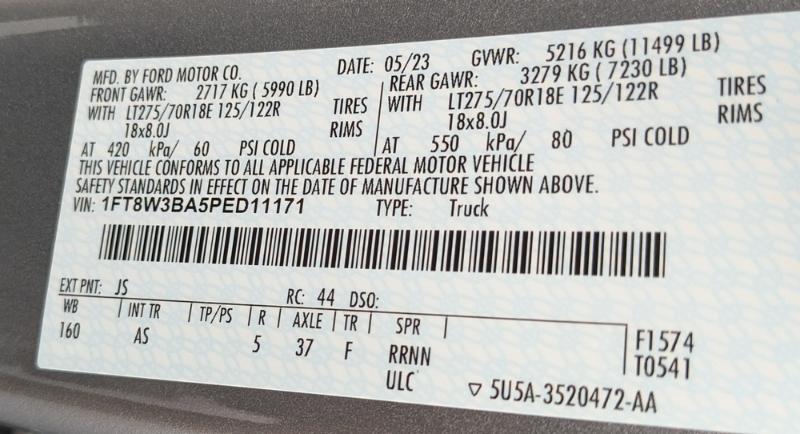 MFD. BY FORD MOTOR CO. DATE: 05/23 GVWR: 5216 KG (11499 LB)
FRONT GAWR: 2717 KG ( 5990 LB) REAR GAWR: 3279 KG ( 7230 LB)
WITH LT275/70R18E 125/122R TIRES WITH LT275/70R18E 125/122R TIRES
18x8.0J RIMS 18x8.0J RIMS
AT 420 kPa/ 60 PSI COLD AT 550 kPa/ 80 PSI COLD
THIS VEHICLE CONFORMS TO ALL APPLICABLE FEDERAL MOTOR VEHICLE
SAFETY STANDARDS IN EFFECT ON THE DATE OF MANUFACTURE SHOWN ABOVE.
VIN: 1FT8W3BA5PED11171 TYPE: Truck
EXT PNT: JS RC: 44 DSO:
WB INT TR TP/PS R AXLE TR SPR F1574
160 AS 5 37 F RRNN T0541
ULC ▽ 5U5A-3520472-AA